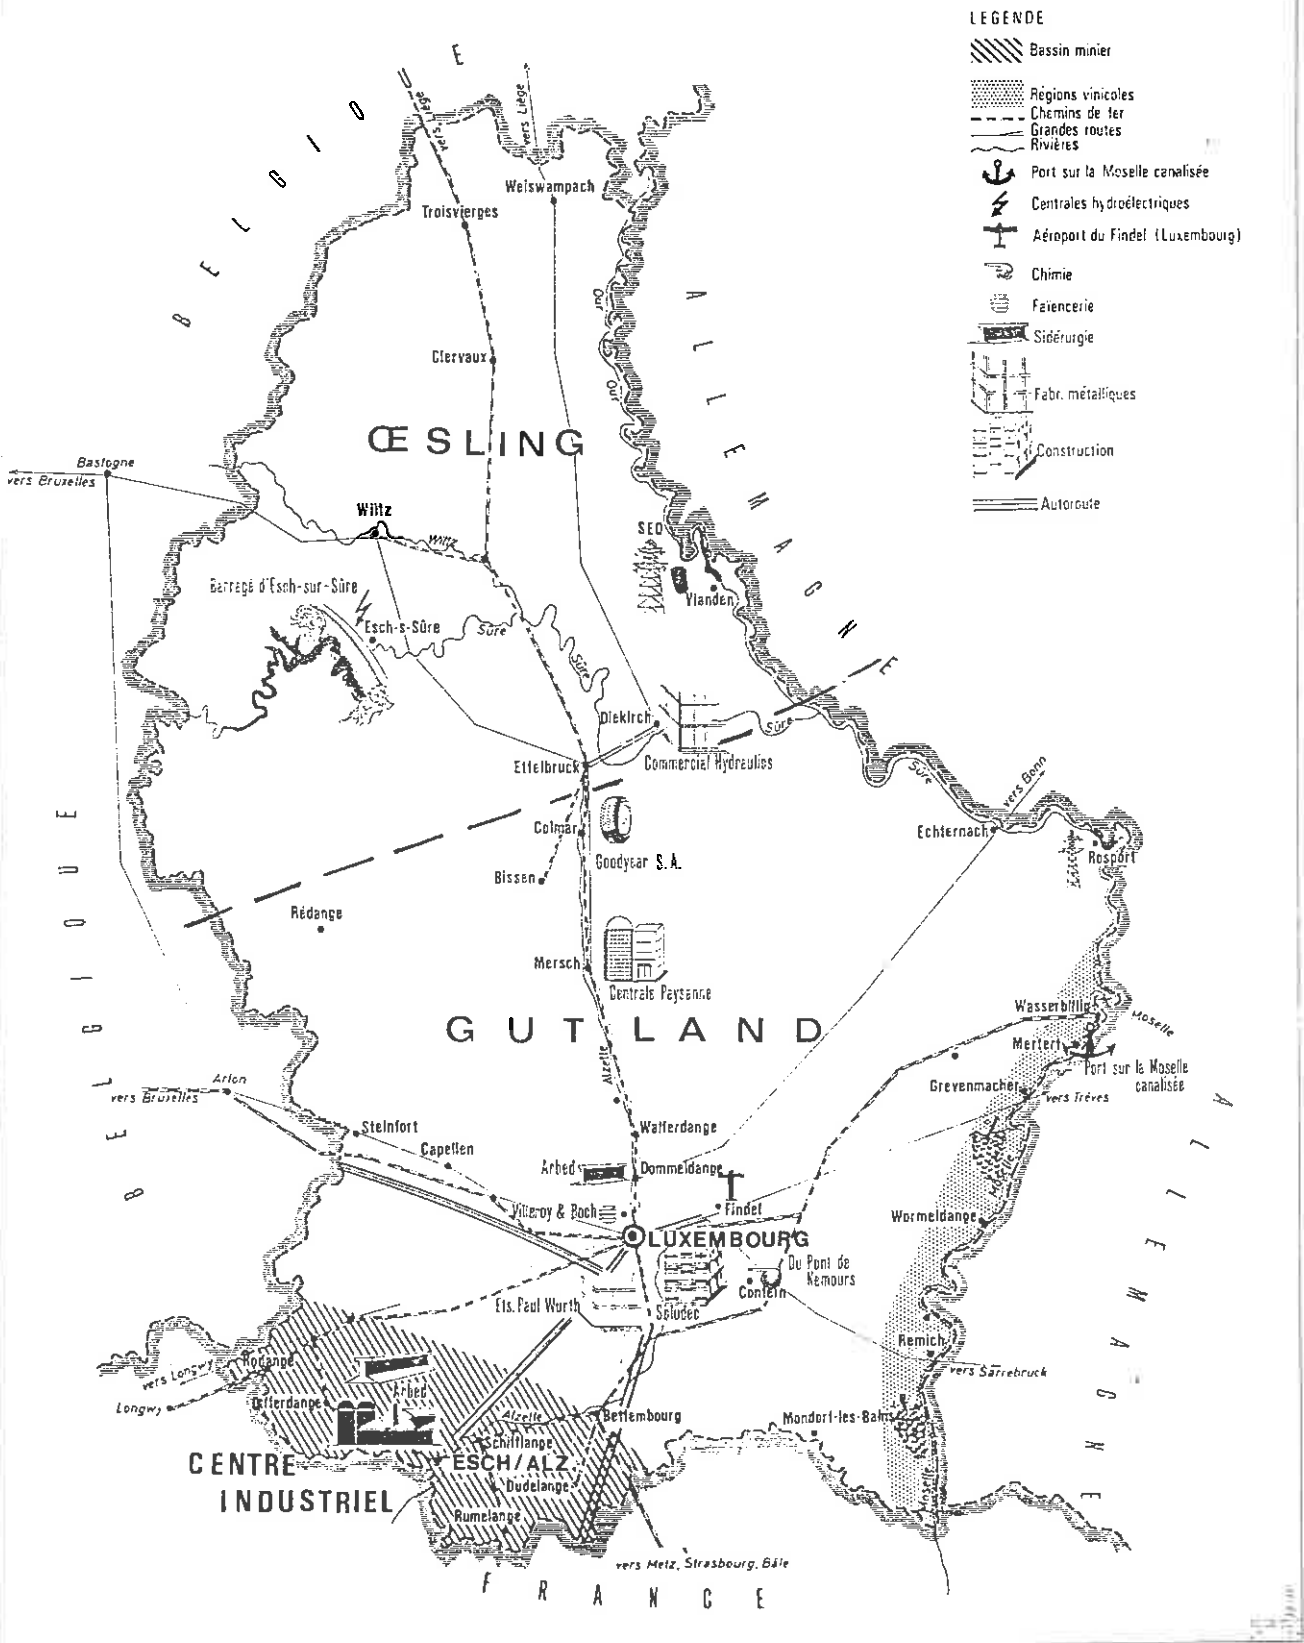 LEGENDE
Bassin minier
Régions vinicoles
Chemins de fer
Grandes routes
Rivières
Port sur la Moselle canalisée
Centrales hydroélectriques
Aéroport du Findel (Luxembourg)
Chimie
Faïencerie
Sidérurgie
Fabr. métalliques
Construction
Autoroute
BELGIQUE
vers Liège
vers Liège
Weiswampach
Troisvierges
Our
ALLEMAGNE
Clervaux
Our
ŒSLING
Bastogne
vers Bruxelles
Wiltz
Wiltz
SEO
Vianden
Barrage d'Esch-sur-Sûre
Esch-s-Sûre
Sûre
Sûre
Diekirch
Sûre
Commercial Hydraulics
Ettelbruck
Sûre
vers Bonn
Echternach
Rosport
Colmar
Goodyear S.A.
Bissen
Rédange
Mersch
Centrale Paysanne
BELGIQUE
GUTLAND
Wasserbillig
Moselle
Mertert
Port sur la Moselle
canalisée
Alzette
Grevenmacher
vers Trèves
Arlon
vers Bruxelles
Steinfort
Capellen
Walferdange
Arbed
Dommeldange
Moselle
ALLEMAGNE
Villeroy & Boch
Findel
Wormeldange
LUXEMBOURG
Du Pont de
Nemours
Contern
Ets. Paul Wurth
Soludec
Remich
vers Sarrebruck
Rodange
vers Longwy
Longwy
Arbed
Differdange
Alzette
Bettembourg
Mondorf-les-Bains
Schifflange
ESCH/ALZ.
CENTRE
INDUSTRIEL
Dudelange
Moselle
Rumelange
vers Metz, Strasbourg, Bâle
FRANCE